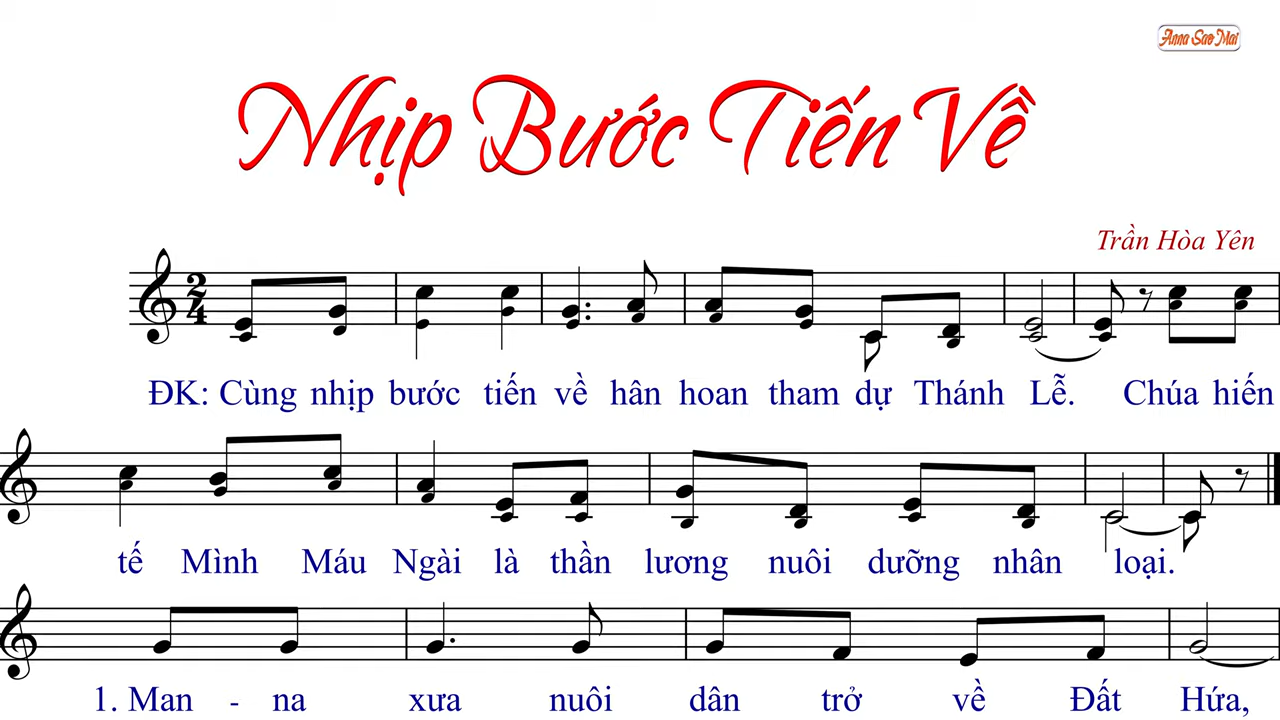 Anna Sao Mai
Nhịp Bước Tiến Về
Trần Hòa Yên
2
4
ĐK: Cùng nhịp bước tiến về hân hoan tham dự Thánh Lễ. Chúa hiến
tế Mình Máu Ngài là thần lương nuôi dưỡng nhân loại.
1. Man - na xưa nuôi dân trở về Đất Hứa,